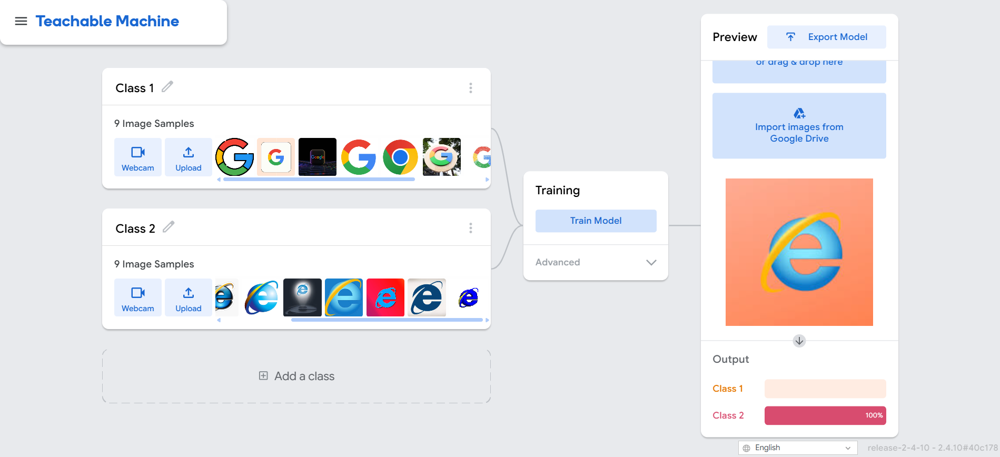 Teachable Machine
Class 1
9 Image Samples
Webcam
Upload
Google
Class 2
9 Image Samples
Webcam
Upload
Add a class
Training
Train Model
Advanced
Preview
Export Model
or drag & drop here
Import images from
Google Drive
Output
Class 1
Class 2
100%
English
release-2-4-10 - 2.4.10#40c178